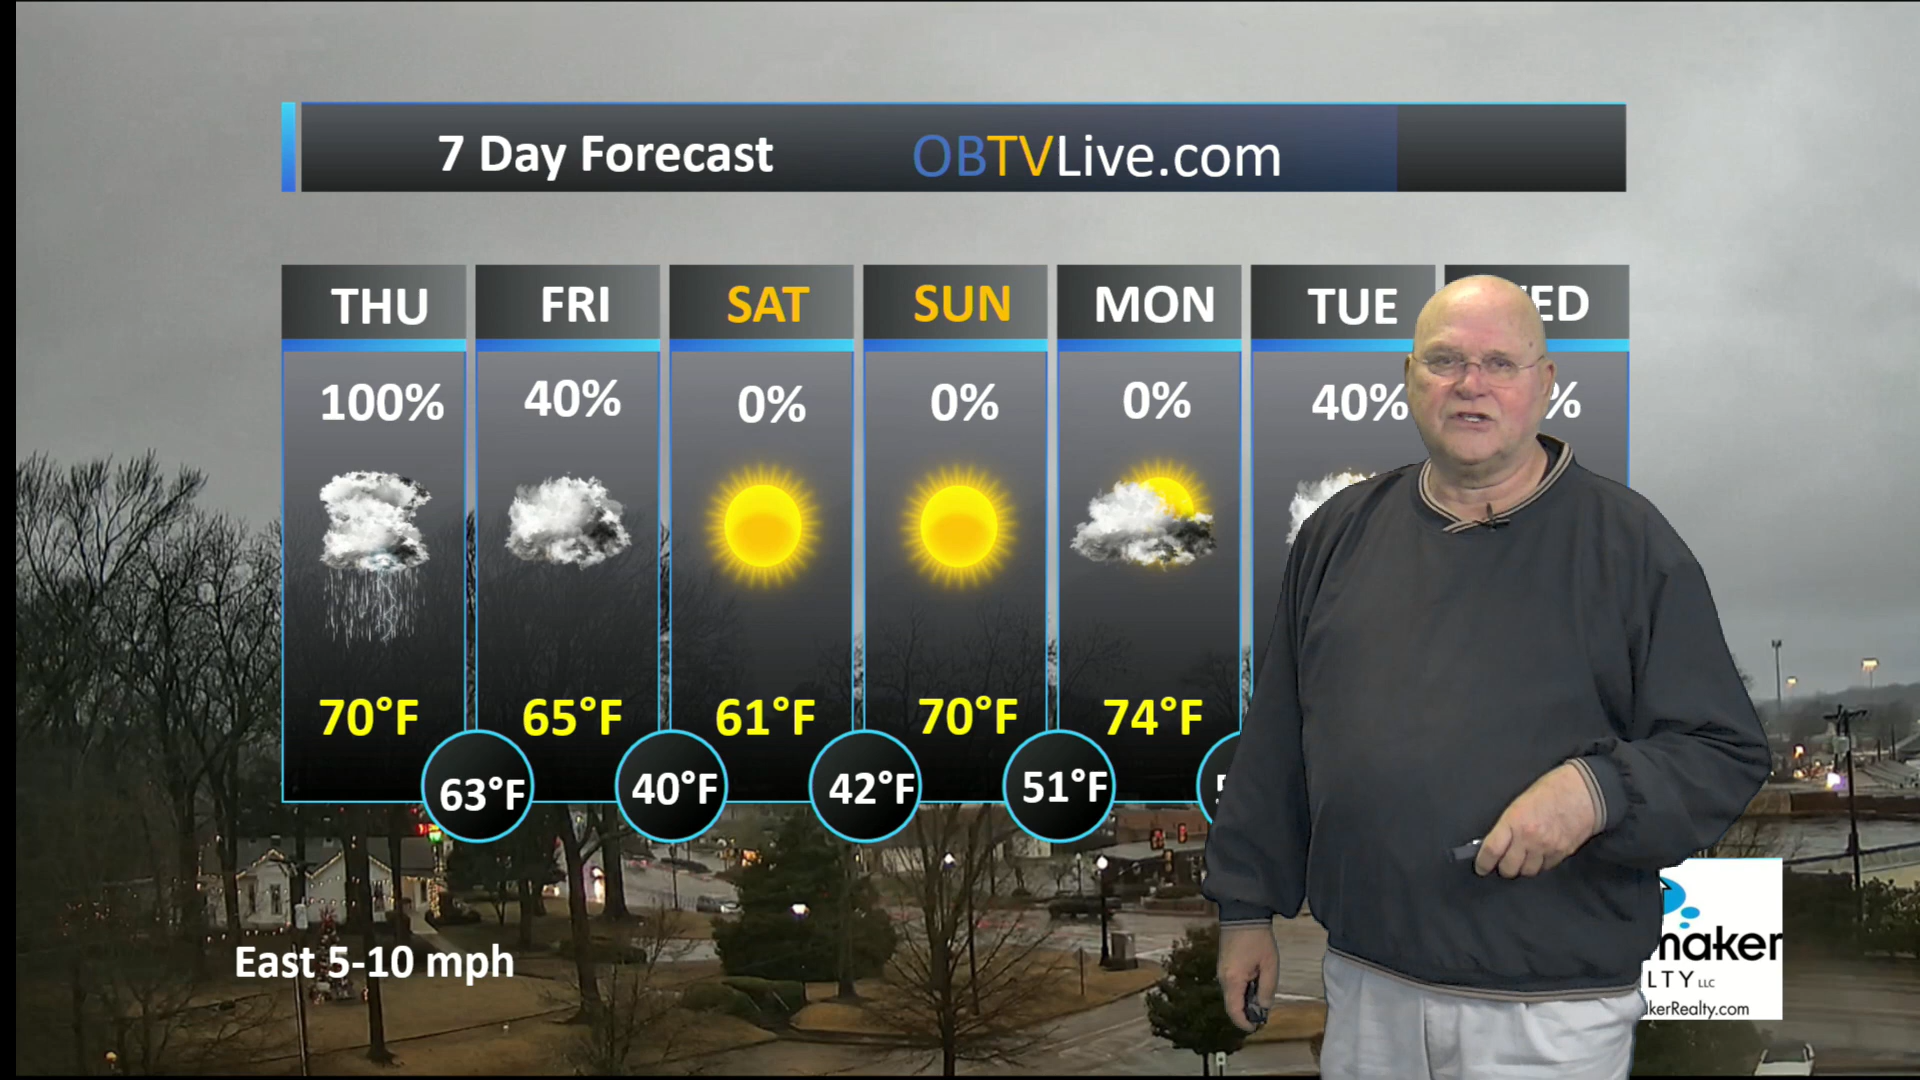 7 Day Forecast OBTVLive.com
THU FRI SAT SUN MON TUE
100% 40% 0% 0% 0% 40% %
70°F 65°F 61°F 70°F 74°F
63°F 40°F 42°F 51°F
East 5-10 mph
LLC